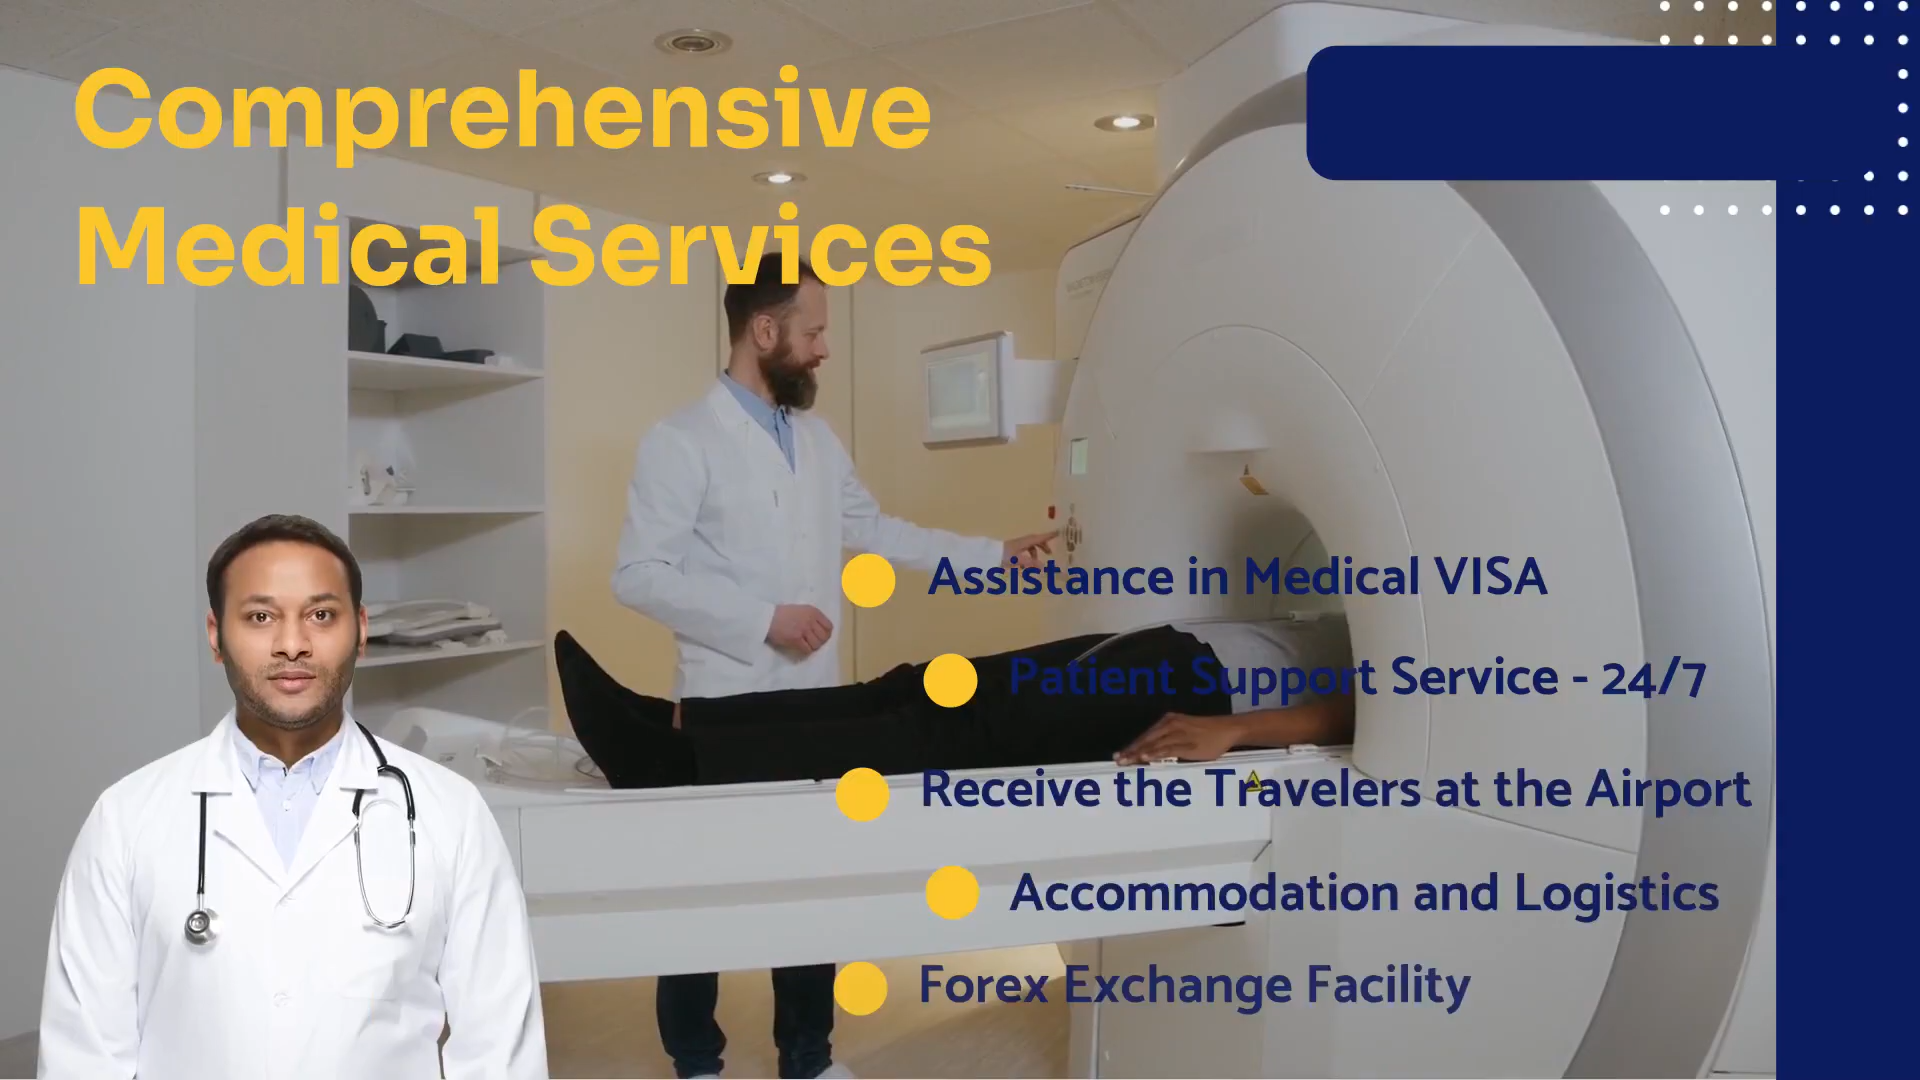 Comprehensive
Medical Services
Assistance in Medical VISA
Patient Support Service - 24/7
Receive the Travelers at the Airport
Accommodation and Logistics
Forex Exchange Facility